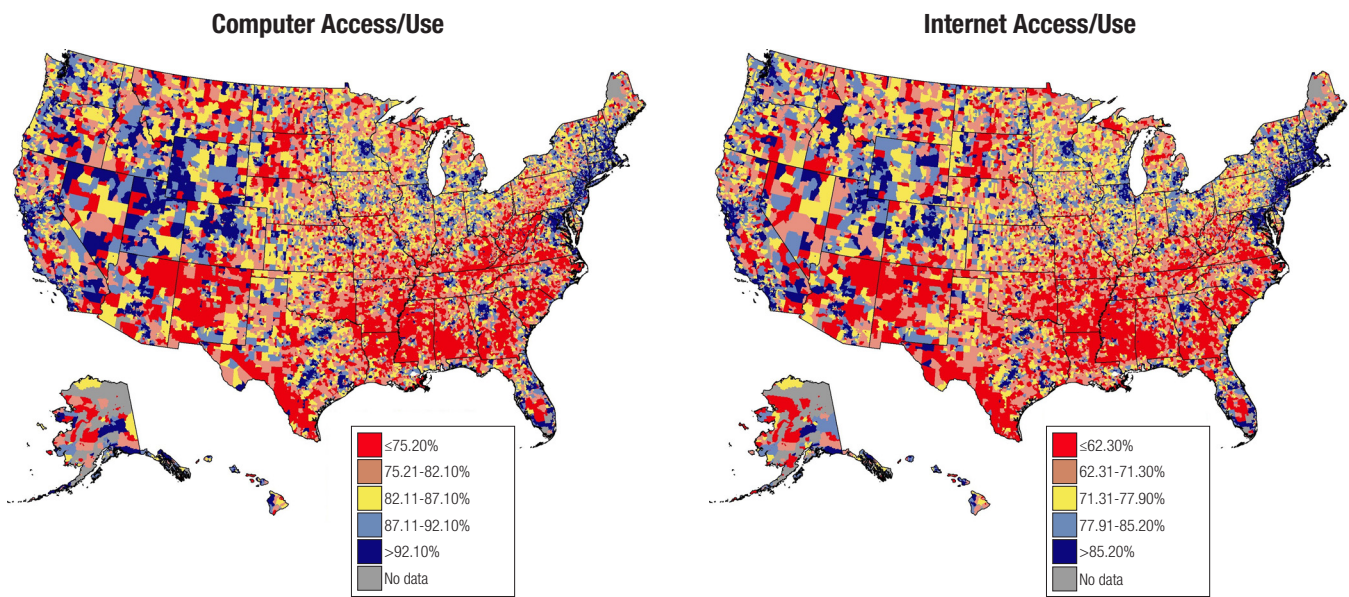 Computer Access/Use
Internet Access/Use
≤75.20%
75.21-82.10%
82.11-87.10%
87.11-92.10%
>92.10%
No data
≤62.30%
62.31-71.30%
71.31-77.90%
77.91-85.20%
>85.20%
No data